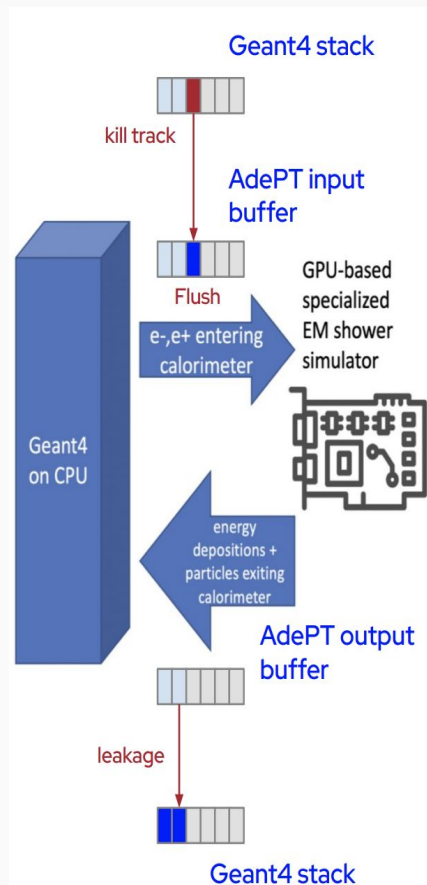 Geant4 stack
kill track
AdePT input
buffer
Flush
GPU-based
specialized
EM shower
simulator
e-,e+ entering
calorimeter
Geant4
on CPU
energy
depositions +
particles exiting
calorimeter
AdePT output
buffer
leakage
Geant4 stack